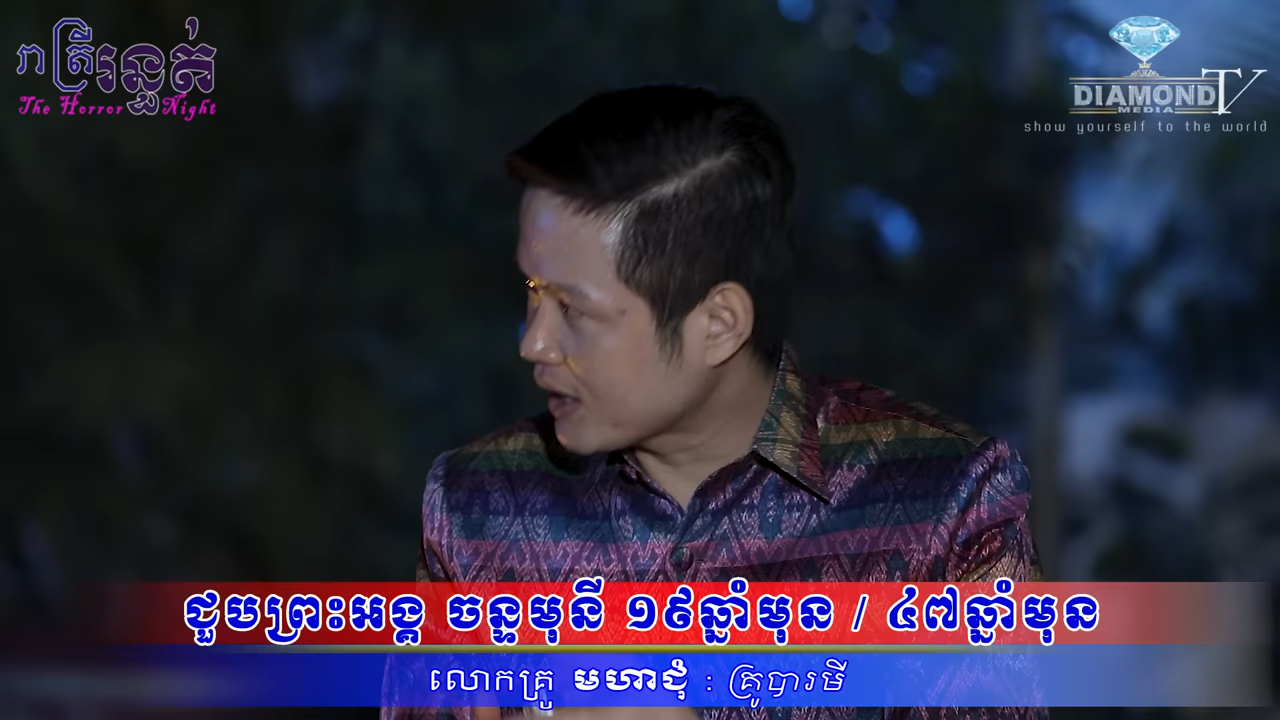 រាត្រីរន្ធត់
The Horror Night
DIAMOND TV
MEDIA
show yourself to the world
ជួបព្រះអង្គ ចន្ទមុនី ១៩ឆ្នាំមុន / ៤៧ឆ្នាំមុន
លោកគ្រូ មហាជុំ : គ្រូបារមី